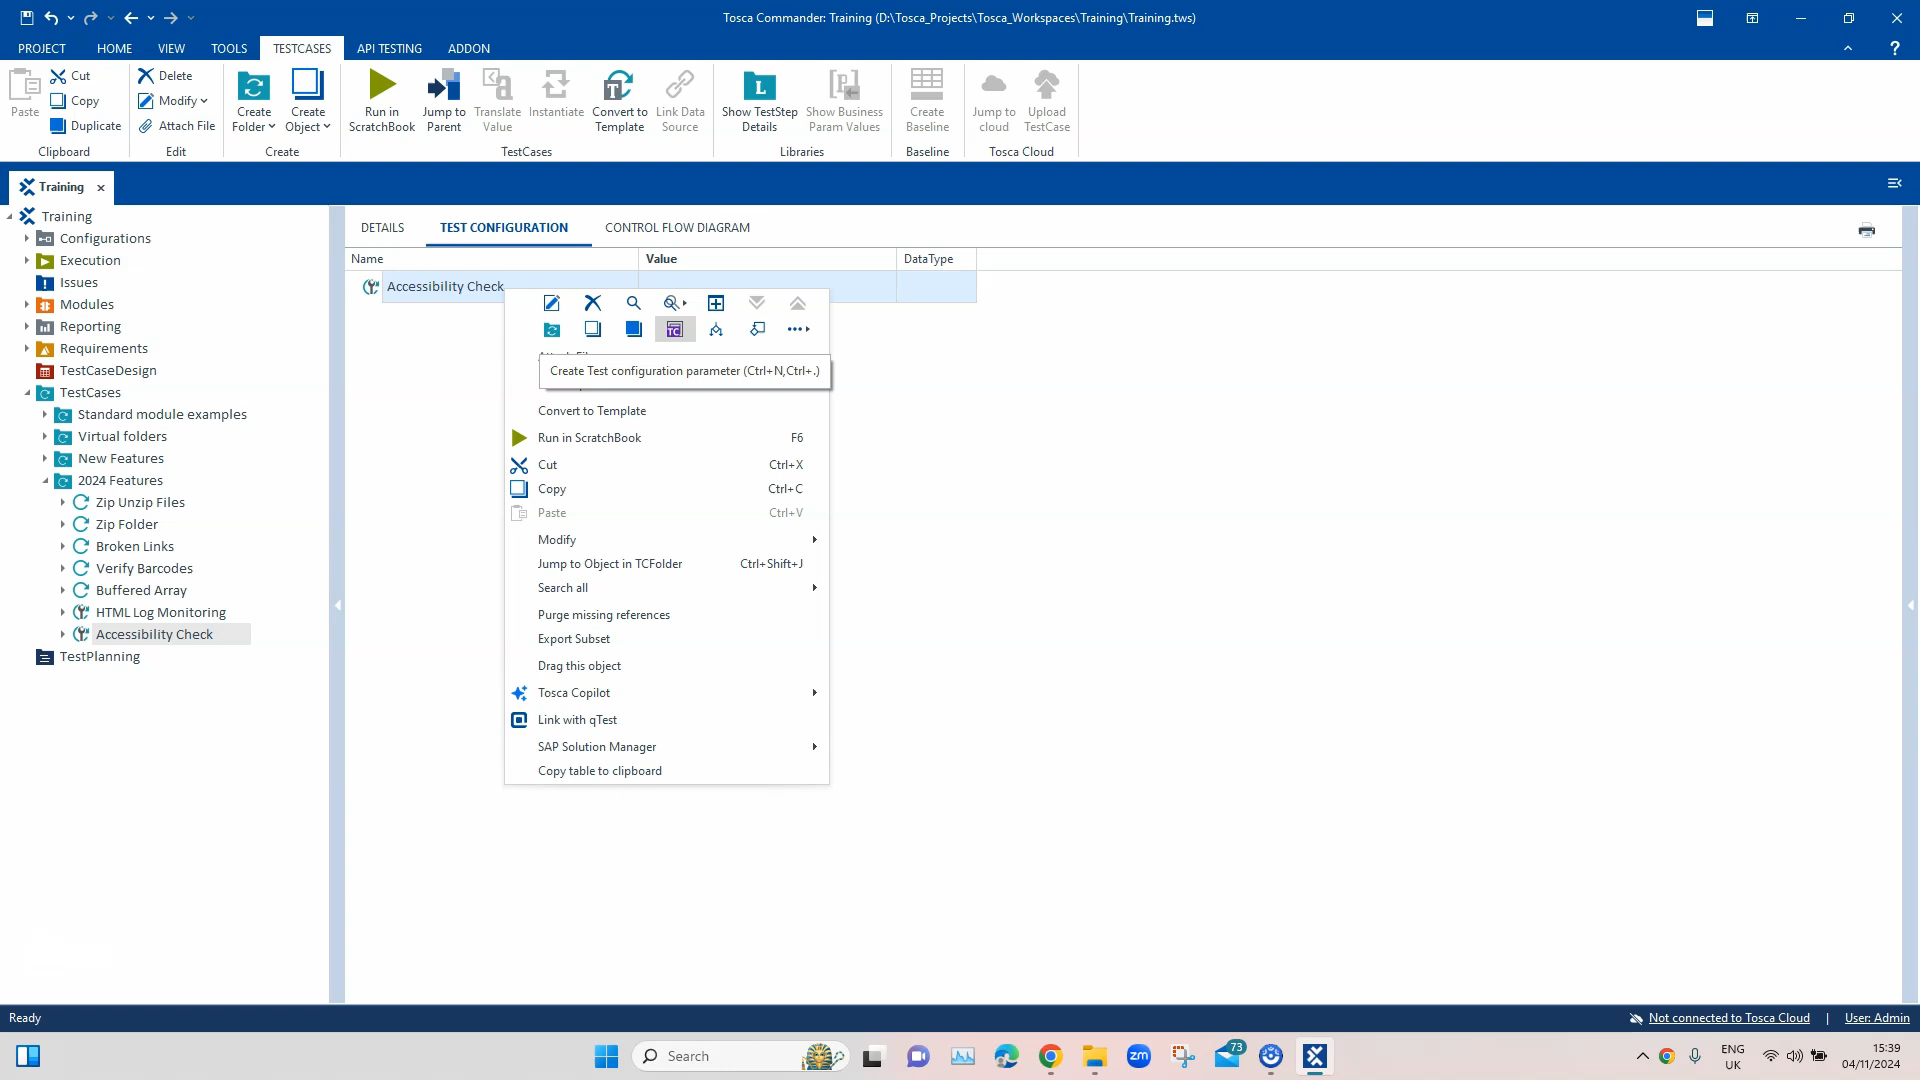 Tosca Commander: Training (D:\Tosca_Projects\Tosca_Workspaces\Training\Training.tws)
PROJECT HOME VIEW TOOLS TESTCASES API TESTING ADDON
Paste
Cut
Copy
Duplicate
Clipboard
Delete
Modify
Attach File
Edit
Create Folder
Create Object
Create
Run in ScratchBook
Jump to Parent
Translate Value
Instantiate
Convert to Template
Link Data Source
TestCases
Show TestStep Details
Show Business Param Values
Libraries
Create Baseline
Baseline
Jump to cloud
Upload TestCase
Tosca Cloud
Training
Training
Configurations
Execution
Issues
Modules
Reporting
Requirements
TestCaseDesign
TestCases
Standard module examples
Virtual folders
New Features
2024 Features
Zip Unzip Files
Zip Folder
Broken Links
Verify Barcodes
Buffered Array
HTML Log Monitoring
Accessibility Check
TestPlanning
DETAILS TEST CONFIGURATION CONTROL FLOW DIAGRAM
Name Value DataType
Accessibility Check
TC
Create Test configuration parameter (Ctrl+N,Ctrl+.)
Convert to Template
Run in ScratchBook F6
Cut Ctrl+X
Copy Ctrl+C
Paste Ctrl+V
Modify
Jump to Object in TCFolder Ctrl+Shift+J
Search all
Purge missing references
Export Subset
Drag this object
Tosca Copilot
Link with qTest
SAP Solution Manager
Copy table to clipboard
Ready
Not connected to Tosca Cloud | User: Admin
Search
zm
73
ENG
UK
15:39
04/11/2024